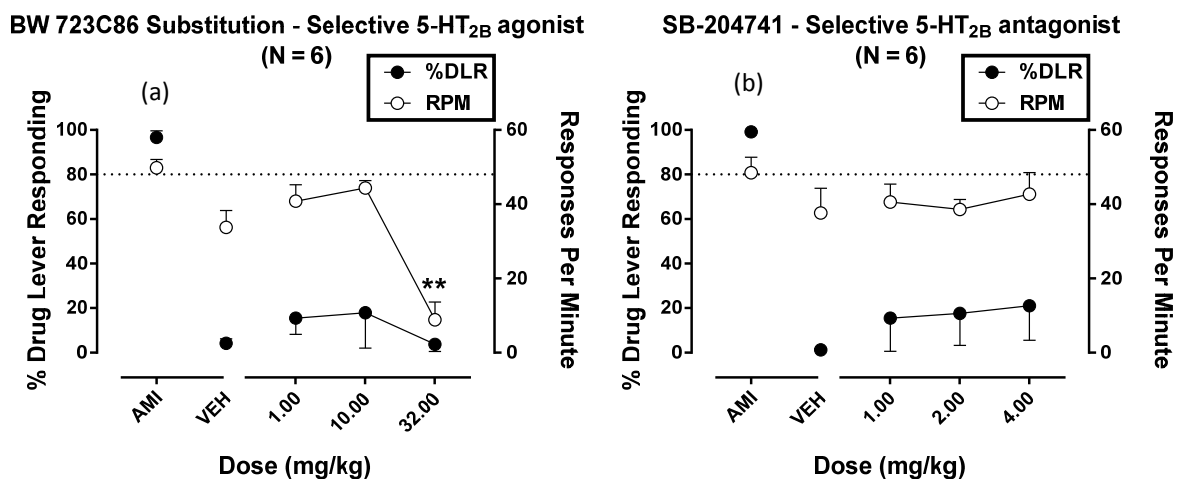 BW 723C86 Substitution - Selective 5-HT2B agonist
(N = 6)
(a)
%DLR
RPM
% Drug Lever Responding
100
80
60
40
20
0
60
40
20
0
Responses Per Minute
**
AMI
VEH
1.00
10.00
32.00
Dose (mg/kg)
SB-204741 - Selective 5-HT2B antagonist
(N = 6)
(b)
%DLR
RPM
% Drug Lever Responding
100
80
60
40
20
0
60
40
20
0
Responses Per Minute
AMI
VEH
1.00
2.00
4.00
Dose (mg/kg)